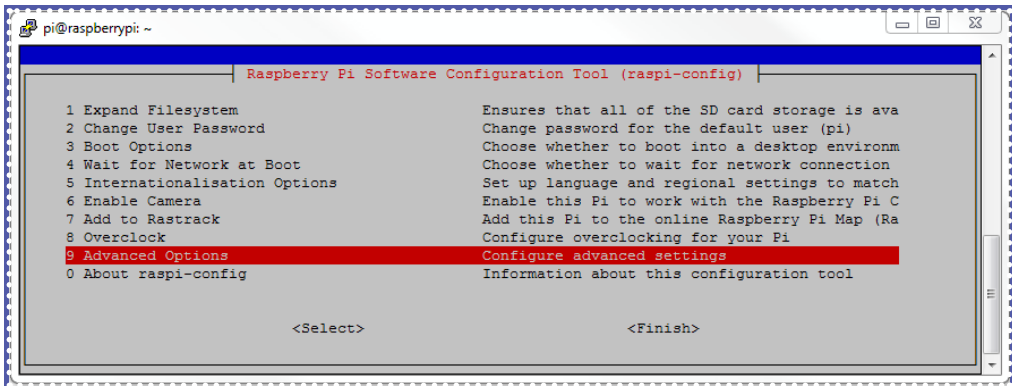 pi@raspberrypi: ~
Raspberry Pi Software Configuration Tool (raspi-config)
1 Expand Filesystem Ensures that all of the SD card storage is ava
2 Change User Password Change password for the default user (pi)
3 Boot Options Choose whether to boot into a desktop environm
4 Wait for Network at Boot Choose whether to wait for network connection
5 Internationalisation Options Set up language and regional settings to match
6 Enable Camera Enable this Pi to work with the Raspberry Pi C
7 Add to Rastrack Add this Pi to the online Raspberry Pi Map (Ra
8 Overclock Configure overclocking for your Pi
9 Advanced Options Configure advanced settings
0 About raspi-config Information about this configuration tool
<Select> <Finish>